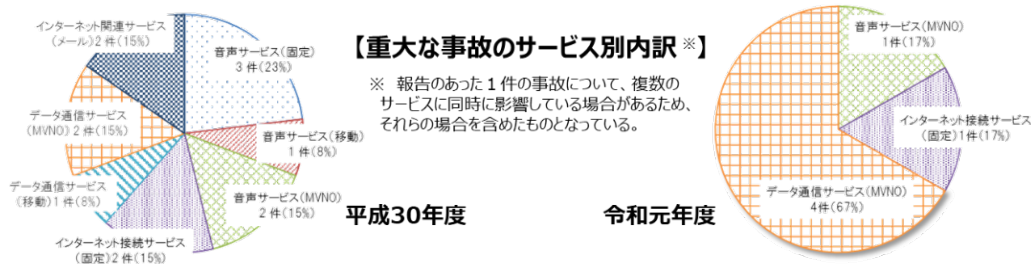 【重大な事故のサービス別内訳※】
※ 報告のあった1件の事故について、複数の
サービスに同時に影響している場合があるため、
それらの場合を含めたものとなっている。
平成30年度
音声サービス(固定)
3件(23%)
音声サービス(移動)
1件(8%)
音声サービス(MVNO)
2件(15%)
インターネット接続サービス
(固定)2件(15%)
データ通信サービス
(移動)1件(8%)
データ通信サービス
(MVNO)2件(15%)
インターネット関連サービス
(メール)2件(15%)
令和元年度
音声サービス(MVNO)
1件(17%)
インターネット接続サービス
(固定)1件(17%)
データ通信サービス(MVNO)
4件(67%)